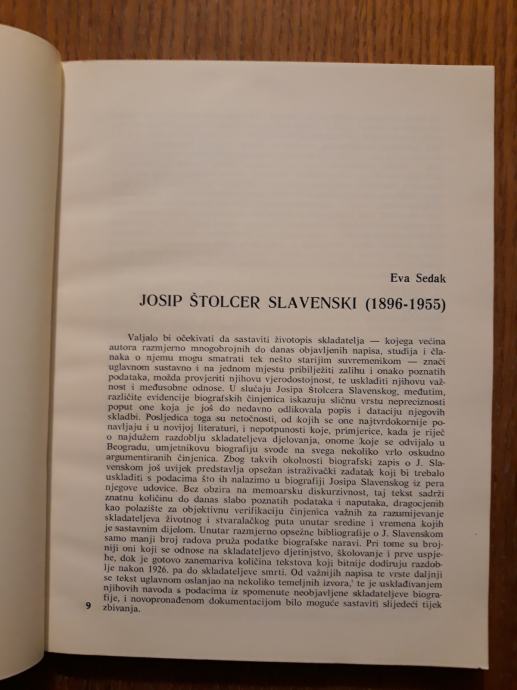 Eva Sedak
JOSIP ŠTOLCER SLAVENSKI (1896-1955)
Valjalo bi očekivati da sastaviti životopis skladatelja — kojega većina
autora razmjerno mnogobrojnih do danas objavljenih napisa, studija i čla-
naka o njemu mogu smatrati tek nešto starijim suvremenikom — znači
uglavnom sustavno i na jednom mjestu pribilježiti zalihu i onako poznatih
podataka, možda provjeriti njihovu vjerodostojnost, te uskladiti njihovu važ-
nost i međusobne odnose. U slučaju Josipa Štolcera Slavenskog, međutim,
različite evidencije biografskih činjenica iskazuju sličnu vrstu nepreciznosti
poput one koja je još do nedavno odlikovala popis i dataciju njegovih
skladbi. Posljedica toga su netočnosti, od kojih se one najtvrdokornije po-
navljaju i u novijoj literaturi, i nepotpunosti koje, primjerice, kada je riječ
o najdužem razdoblju skladateljeva djelovanja, onome koje se odvijalo u
Beogradu, umjetnikovu biografiju svode na svega nekoliko vrlo oskudno
argumentiranih činjenica. Zbog takvih okolnosti biografski zapis o J. Sla-
venskom još uvijek predstavlja opsežan istraživački zadatak koji bi trebalo
uskladiti s podacima što ih nalazimo u biografiji Josipa Slavenskog iz pera
njegove udovice. Bez obzira na memoarsku diskurzivnost, taj tekst sadrži
znatnu količinu do danas slabo poznatih podataka i naputaka, dragocjenih
kao polazište za objektivnu verifikaciju činjenica važnih za razumijevanje
skladateljeva životnog i stvaralačkog puta unutar sredine i vremena kojih
je sastavnim dijelom. Unutar razmjerno opsežne bibliografije o J. Slavenskom
samo manji broj radova pruža podatke biografske naravi. Pri tome su broj-
niji oni koji se odnose na skladateljevo djetinjstvo, školovanje i prve uspje-
he, dok je gotovo zanemariva količina tekstova koji bitnije dodiruju razdob-
lje nakon 1926. pa do skladateljeve smrti. Od važnijih napisa te vrste daljnji
se tekst uglavnom oslanjao na nekoliko temeljnih izvora,¹ te je usklađivanjem
njihovih navoda s podacima iz spomenute neobjavljene skladateljeve biogra-
fije, i novopronađenom dokumentacijom bilo moguće sastaviti slijedeći tijek
zbivanja.
9